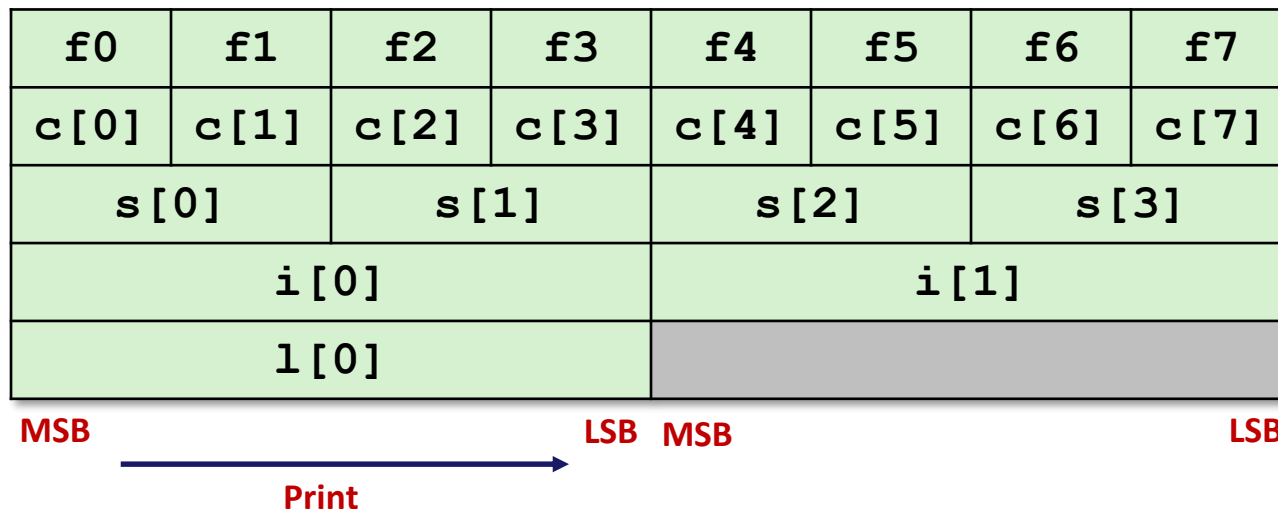 f0 f1 f2 f3 f4 f5 f6 f7
c[0] c[1] c[2] c[3] c[4] c[5] c[6] c[7]
s[0] s[1] s[2] s[3]
i[0] i[1]
l[0]
MSB LSB MSB LSB
Print